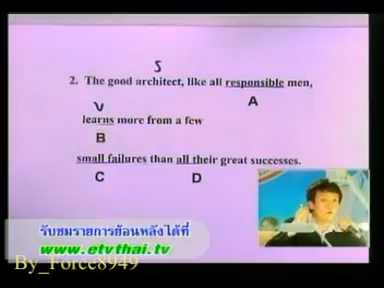 S
2. The good architect, like all responsible men,
A
V
learns more from a few
B
small failures than all their great successes.
C D
รับชมรายการย้อนหลังได้ที่
www.etvthai.tv
By_Force8949